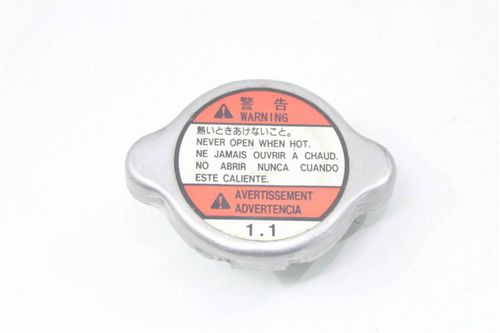 警告
WARNING
熱いときあけないこと。
NEVER OPEN WHEN HOT.
NE JAMAIS OUVRIR À CHAUD.
NO ABRIR NUNCA CUANDO
ESTE CALIENTE.
AVERTISSEMENT
ADVERTENCIA
1.1